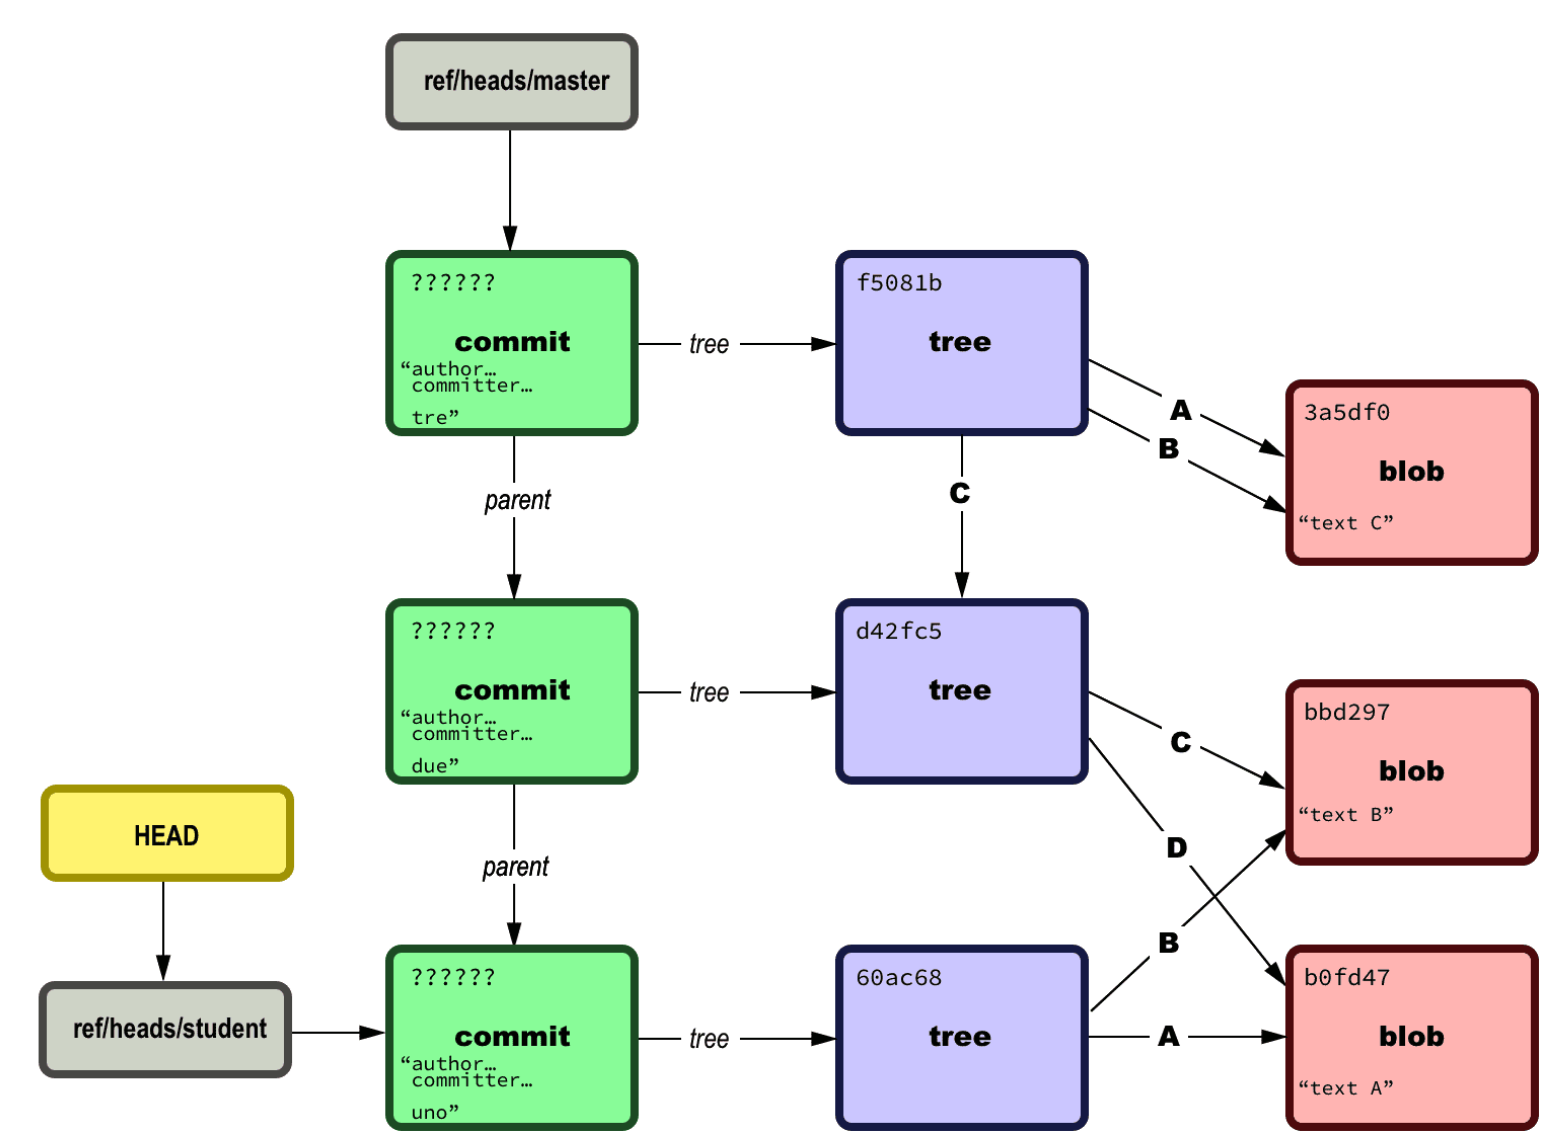 ref/heads/master
??????
commit
“author…
committer…
tre”
tree
f5081b
tree
A
B
3a5df0
blob
“text C”
parent
C
??????
commit
“author…
committer…
due”
tree
d42fc5
tree
C
D
bbd297
blob
“text B”
HEAD
parent
B
ref/heads/student
??????
commit
“author…
committer…
uno”
tree
60ac68
tree
A
b0fd47
blob
“text A”